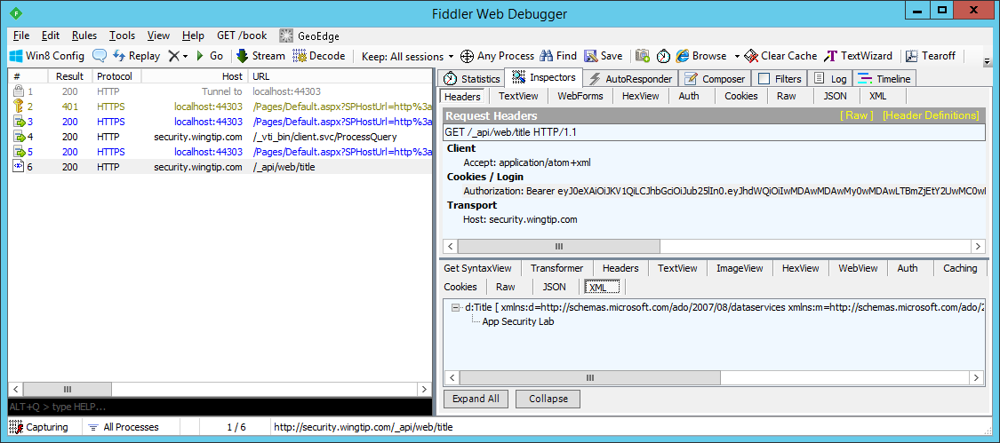 Fiddler Web Debugger
File Edit Rules Tools View Help GET /book GeoEdge
Win8 Config Replay Go Stream Decode Keep: All sessions Any Process Find Save Browse Clear Cache TextWizard Tearoff
# Result Protocol Host URL
1 200 HTTP Tunnel to localhost:44303
2 401 HTTPS localhost:44303 /Pages/Default.aspx?SPHostUrl=http%3a
3 200 HTTPS localhost:44303 /Pages/Default.aspx?SPHostUrl=http%3a
4 200 HTTP security.wingtip.com /_vti_bin/client.svc/ProcessQuery
5 200 HTTPS localhost:44303 /Pages/Default.aspx?SPHostUrl=http%3a
6 200 HTTP security.wingtip.com /_api/web/title
ALT+Q > type HELP...
Statistics Inspectors AutoResponder Composer Filters Log Timeline
Headers TextView WebForms HexView Auth Cookies Raw JSON XML
Request Headers [ Raw ] [Header Definitions]
GET /_api/web/title HTTP/1.1
Client
Accept: application/atom+xml
Cookies / Login
Authorization: Bearer
Transport
Host: security.wingtip.com
Get SyntaxView Transformer Headers TextView ImageView HexView WebView Auth Caching
Cookies Raw JSON XML
d:Title [ xmlns:d=http://schemas.microsoft.com/ado/2007/08/dataservices xmlns:m=http://schemas.microsoft.com/ado/2
App Security Lab
Expand All Collapse
Capturing All Processes 1 / 6 http://security.wingtip.com/_api/web/title